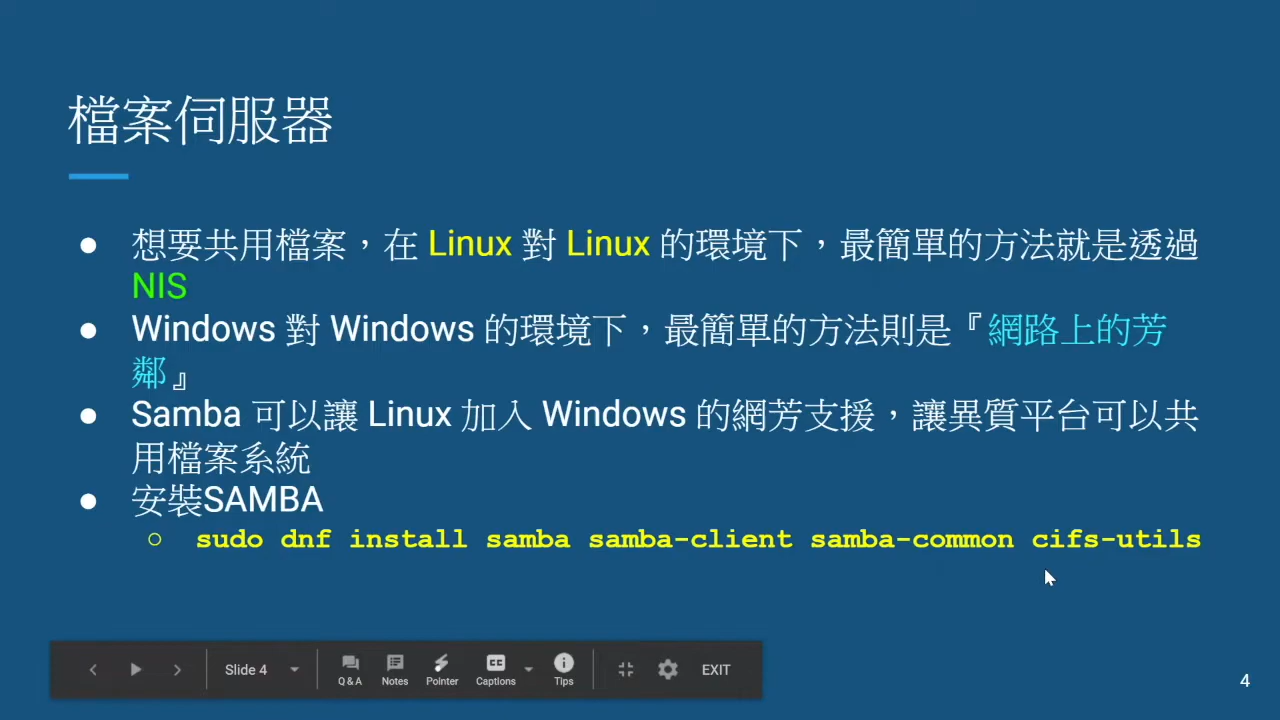 檔案伺服器
● 想要共用檔案，在 Linux 對 Linux 的環境下，最簡單的方法就是透過
NIS
● Windows 對 Windows 的環境下，最簡單的方法則是『網路上的芳
鄰』
● Samba 可以讓 Linux 加入 Windows 的網芳支援，讓異質平台可以共
用檔案系統
● 安裝SAMBA
○ sudo dnf install samba samba-client samba-common cifs-utils
Slide 4
Q & A
Notes
Pointer
CC
Captions
Tips
EXIT
4